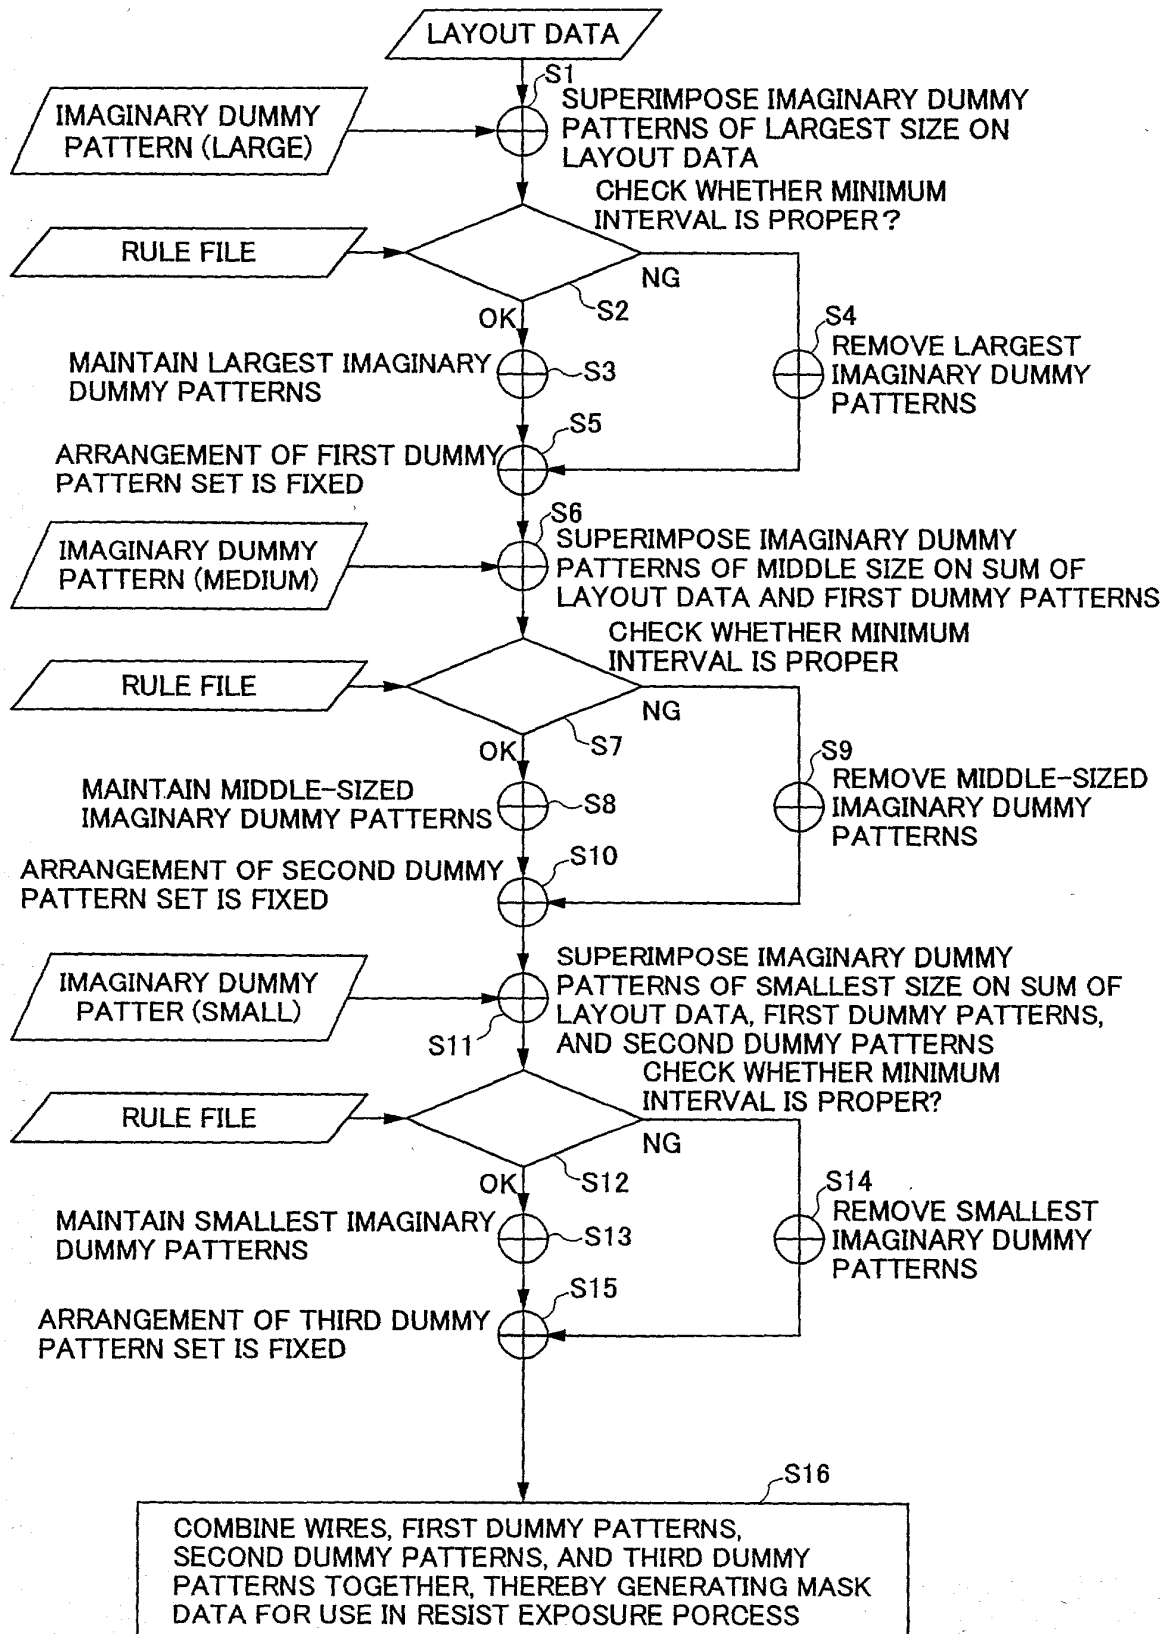 LAYOUT DATA
S1
IMAGINARY DUMMY
PATTERN (LARGE)
SUPERIMPOSE IMAGINARY DUMMY
PATTERNS OF LARGEST SIZE ON
LAYOUT DATA
CHECK WHETHER MINIMUM
INTERVAL IS PROPER?
RULE FILE
NG
S2
OK
S4
MAINTAIN LARGEST IMAGINARY
DUMMY PATTERNS
S3
REMOVE LARGEST
IMAGINARY DUMMY
PATTERNS
S5
ARRANGEMENT OF FIRST DUMMY
PATTERN SET IS FIXED
S6
IMAGINARY DUMMY
PATTERN (MEDIUM)
SUPERIMPOSE IMAGINARY DUMMY
PATTERNS OF MIDDLE SIZE ON SUM OF
LAYOUT DATA AND FIRST DUMMY PATTERNS
CHECK WHETHER MINIMUM
INTERVAL IS PROPER
RULE FILE
NG
S7
OK
S9
MAINTAIN MIDDLE-SIZED
IMAGINARY DUMMY PATTERNS
S8
REMOVE MIDDLE-SIZED
IMAGINARY DUMMY
PATTERNS
S10
ARRANGEMENT OF SECOND DUMMY
PATTERN SET IS FIXED
IMAGINARY DUMMY
PATTER (SMALL)
S11
SUPERIMPOSE IMAGINARY DUMMY
PATTERNS OF SMALLEST SIZE ON SUM OF
LAYOUT DATA, FIRST DUMMY PATTERNS,
AND SECOND DUMMY PATTERNS
CHECK WHETHER MINIMUM
INTERVAL IS PROPER?
RULE FILE
NG
S12
OK
S14
MAINTAIN SMALLEST IMAGINARY
DUMMY PATTERNS
S13
REMOVE SMALLEST
IMAGINARY DUMMY
PATTERNS
S15
ARRANGEMENT OF THIRD DUMMY
PATTERN SET IS FIXED
S16
COMBINE WIRES, FIRST DUMMY PATTERNS,
SECOND DUMMY PATTERNS, AND THIRD DUMMY
PATTERNS TOGETHER, THEREBY GENERATING MASK
DATA FOR USE IN RESIST EXPOSURE PORCESS